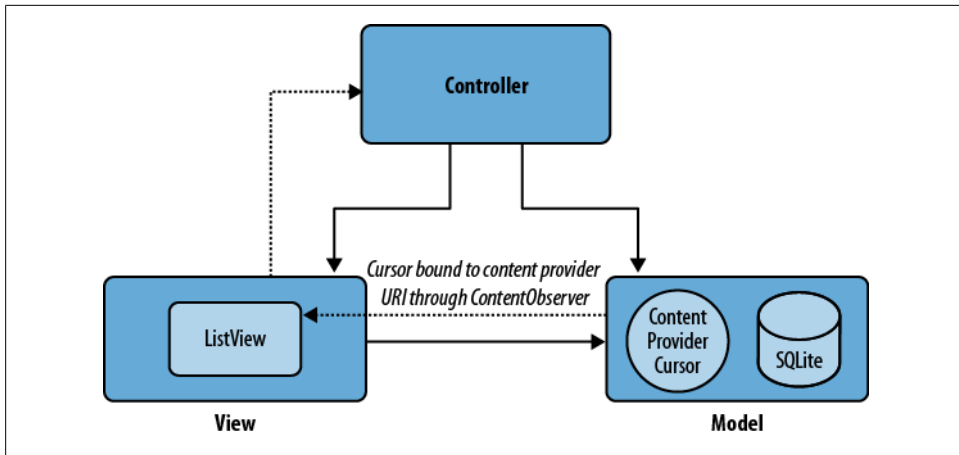 Controller
Cursor bound to content provider
URI through ContentObserver
ListView
Content
Provider
Cursor
SQLite
View
Model